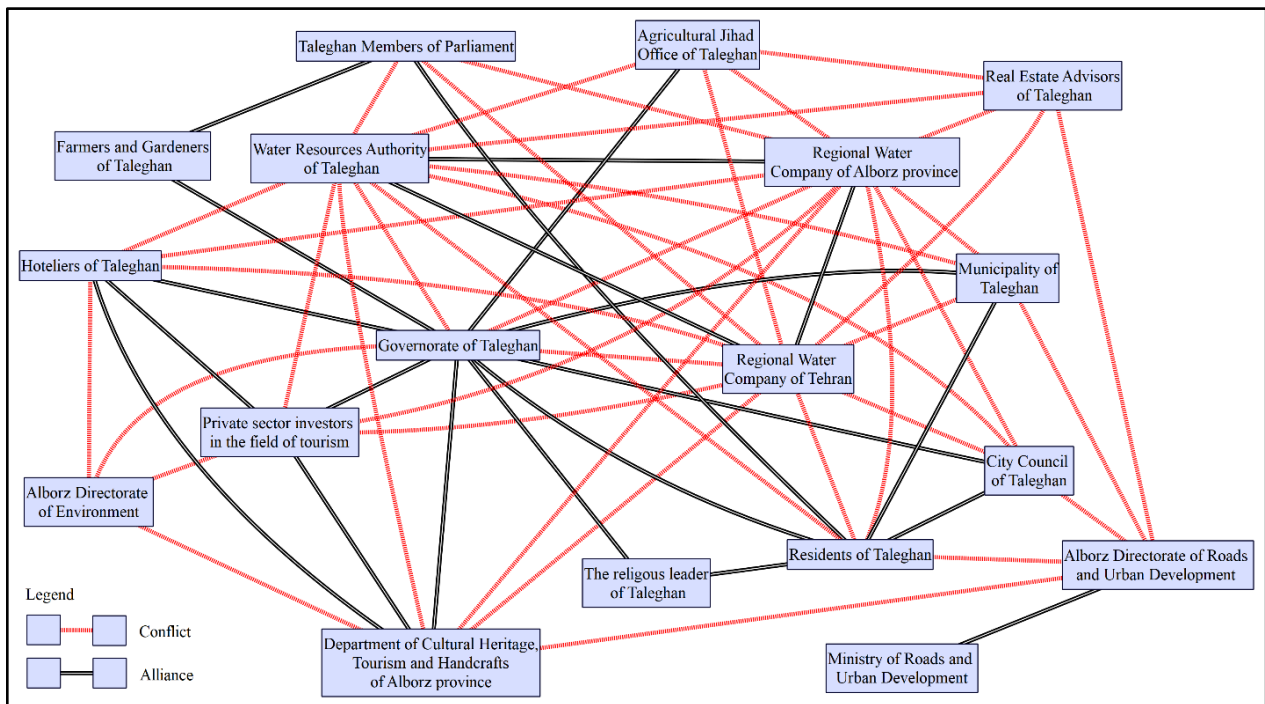 Taleghan Members of Parliament
Agricultural Jihad
Office of Taleghan
Real Estate Advisors
of Taleghan
Farmers and Gardeners
of Taleghan
Water Resources Authority
of Taleghan
Regional Water
Company of Alborz province
Hoteliers of Taleghan
Municipality of
Taleghan
Governorate of Taleghan
Regional Water
Company of Tehran
Private sector investors
in the field of tourism
City Council
of Taleghan
Alborz Directorate
of Environment
Residents of Taleghan
Alborz Directorate of Roads
and Urban Development
The religous leader
of Taleghan
Legend
Conflict
Alliance
Department of Cultural Heritage,
Tourism and Handcrafts
of Alborz province
Ministry of Roads and
Urban Development